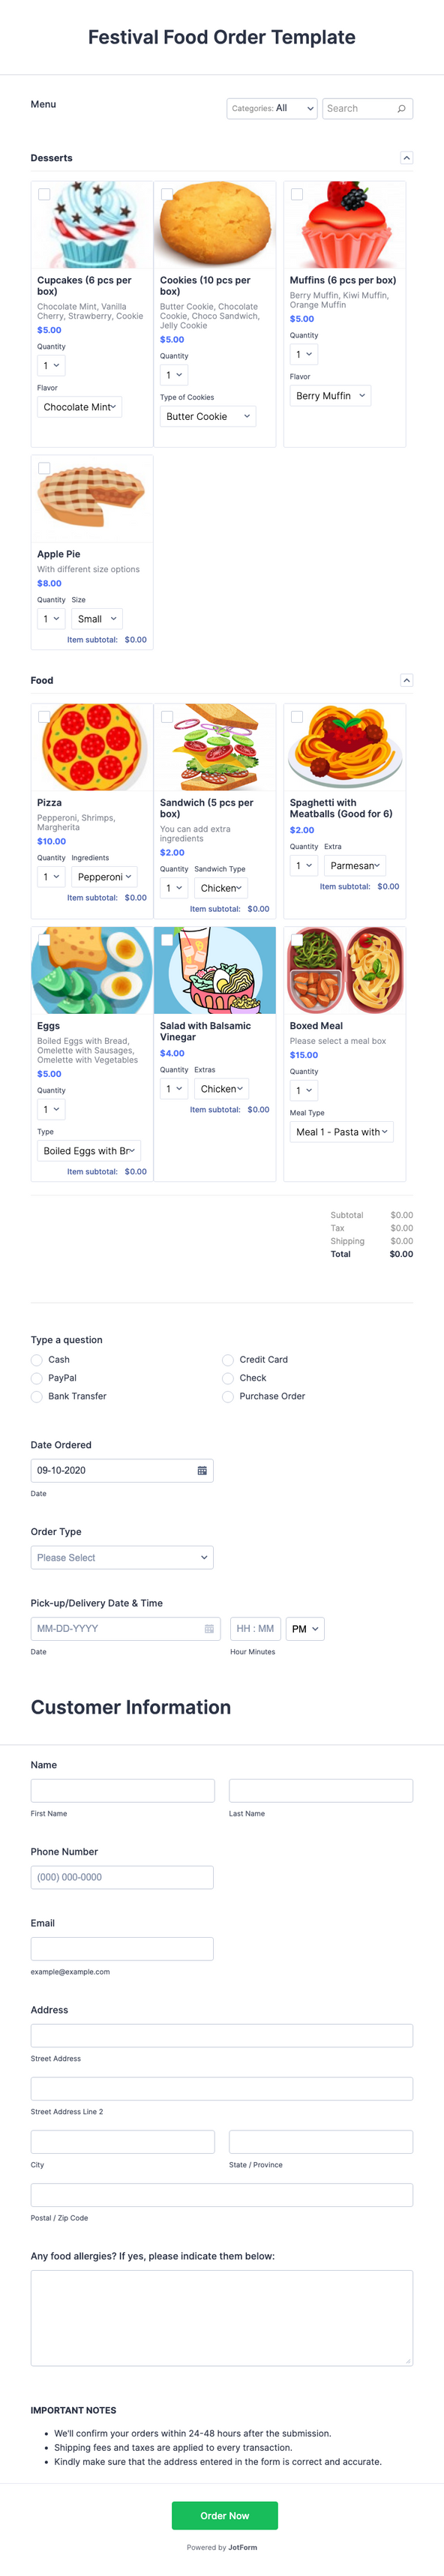 Festival Food Order Template
Menu
Categories: All
Search
Desserts
Cupcakes (6 pcs per
box)
Chocolate Mint, Vanilla
Cherry, Strawberry, Cookie
$5.00
Quantity
1
Flavor
Chocolate Mint
Cookies (10 pcs per
box)
Butter Cookie, Chocolate
Cookie, Choco Sandwich,
Jelly Cookie
$5.00
Quantity
1
Type of Cookies
Butter Cookie
Muffins (6 pcs per box)
Berry Muffin, Kiwi Muffin,
Orange Muffin
$5.00
Quantity
1
Flavor
Berry Muffin
Apple Pie
With different size options
$8.00
Quantity Size
1 Small
Item subtotal: $0.00
Food
Pizza
Pepperoni, Shrimps,
Margherita
$10.00
Quantity Ingredients
1 Pepperoni
Item subtotal: $0.00
Sandwich (5 pcs per
box)
You can add extra
ingredients
$2.00
Quantity Sandwich Type
1 Chicken
Item subtotal: $0.00
Spaghetti with
Meatballs (Good for 6)
$2.00
Quantity Extra
1 Parmesan
Item subtotal: $0.00
Eggs
Boiled Eggs with Bread,
Omelette with Sausages,
Omelette with Vegetables
$5.00
Quantity
1
Type
Boiled Eggs with Br
Item subtotal: $0.00
Salad with Balsamic
Vinegar
$4.00
Quantity Extras
1 Chicken
Item subtotal: $0.00
Boxed Meal
Please select a meal box
$15.00
Quantity
1
Meal Type
Meal 1 - Pasta with
Subtotal $0.00
Tax $0.00
Shipping $0.00
Total $0.00
Type a question
Cash Credit Card
PayPal Check
Bank Transfer Purchase Order
Date Ordered
09-10-2020
Date
Order Type
Please Select
Pick-up/Delivery Date & Time
MM-DD-YYYY HH : MM PM
Date Hour Minutes
Customer Information
Name
First Name Last Name
Phone Number
(000) 000-0000
Email
example@example.com
Address
Street Address
Street Address Line 2
City State / Province
Postal / Zip Code
Any food allergies? If yes, please indicate them below:
IMPORTANT NOTES
• We'll confirm your orders within 24-48 hours after the submission.
• Shipping fees and taxes are applied to every transaction.
• Kindly make sure that the address entered in the form is correct and accurate.
Order Now
Powered by JotForm